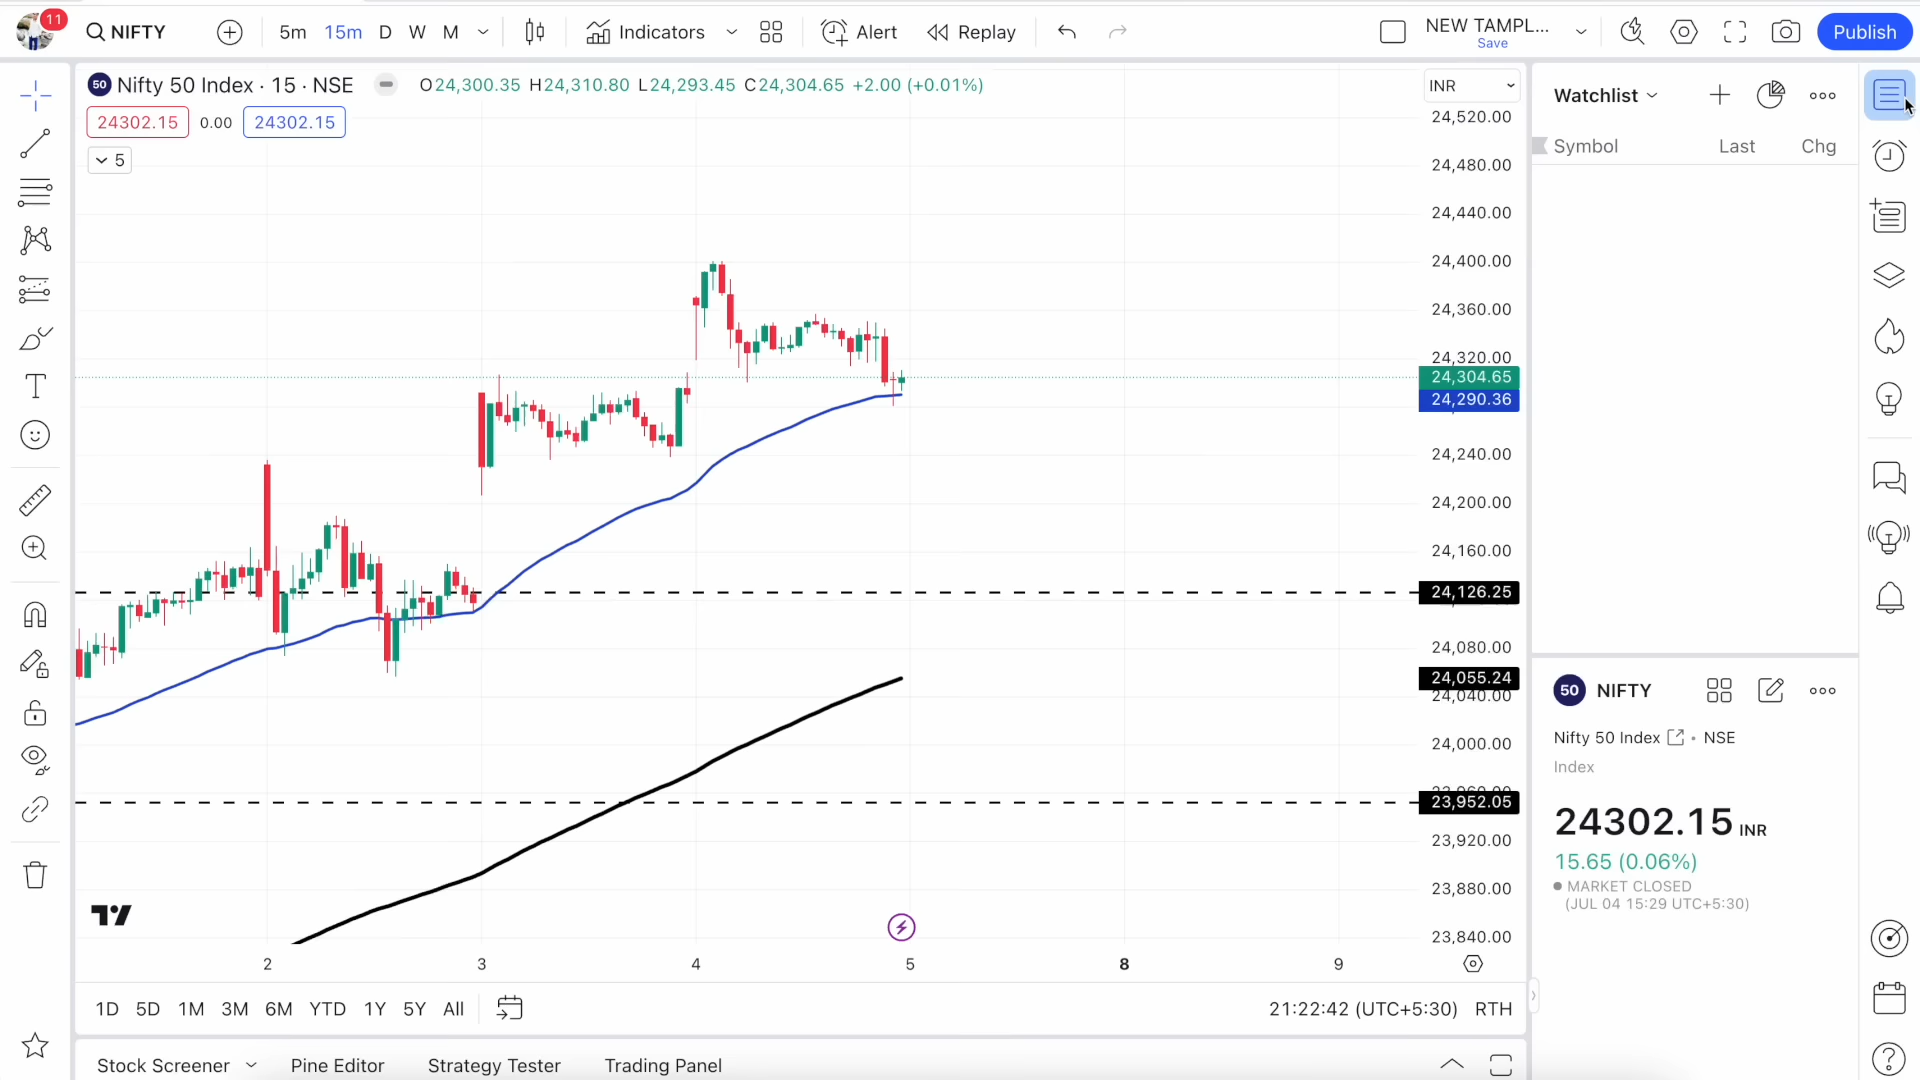 11
NIFTY
5m 15m D W M
Indicators
Alert
Replay
NEW TAMPL...
Save
Publish
50 Nifty 50 Index · 15 · NSE
O24,300.35 H24,310.80 L24,293.45 C24,304.65 +2.00 (+0.01%)
INR
24302.15 0.00 24302.15
5
24,520.00
24,480.00
24,440.00
24,400.00
24,360.00
24,320.00
24,304.65
24,290.36
24,240.00
24,200.00
24,160.00
24,126.25
24,080.00
24,055.24
24,040.00
24,000.00
23,952.05
23,920.00
23,880.00
23,840.00
2 3 4 5 8 9
1D 5D 1M 3M 6M YTD 1Y 5Y All
21:22:42 (UTC+5:30) RTH
Stock Screener Pine Editor Strategy Tester Trading Panel
Watchlist
Symbol Last Chg
50 NIFTY
Nifty 50 Index • NSE
Index
24302.15 INR
15.65 (0.06%)
MARKET CLOSED
(JUL 04 15:29 UTC+5:30)